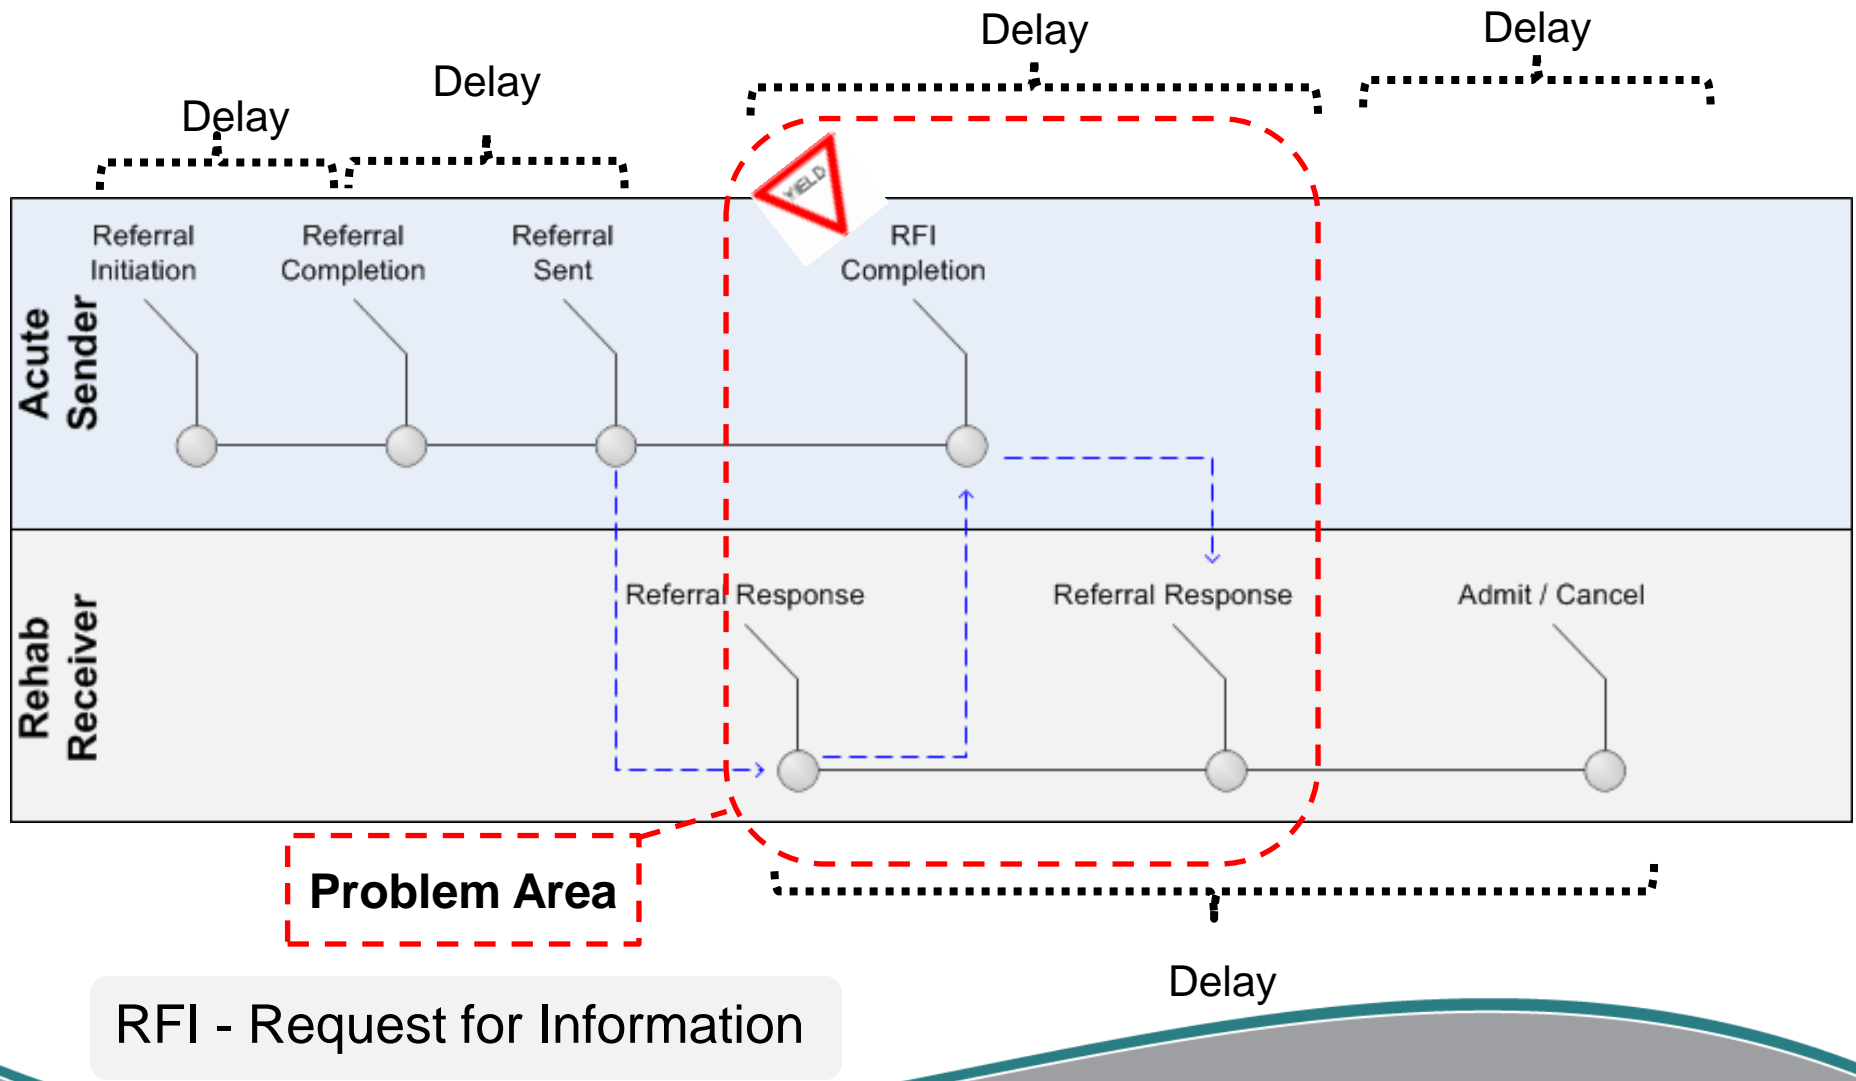 Delay
Delay
Delay
Delay
YIELD
Referral
Initiation
Referral
Completion
Referral
Sent
RFI
Completion
Acute
Sender
Referral Response
Referral Response
Admit / Cancel
Rehab
Receiver
Problem Area
Delay
RFI - Request for Information